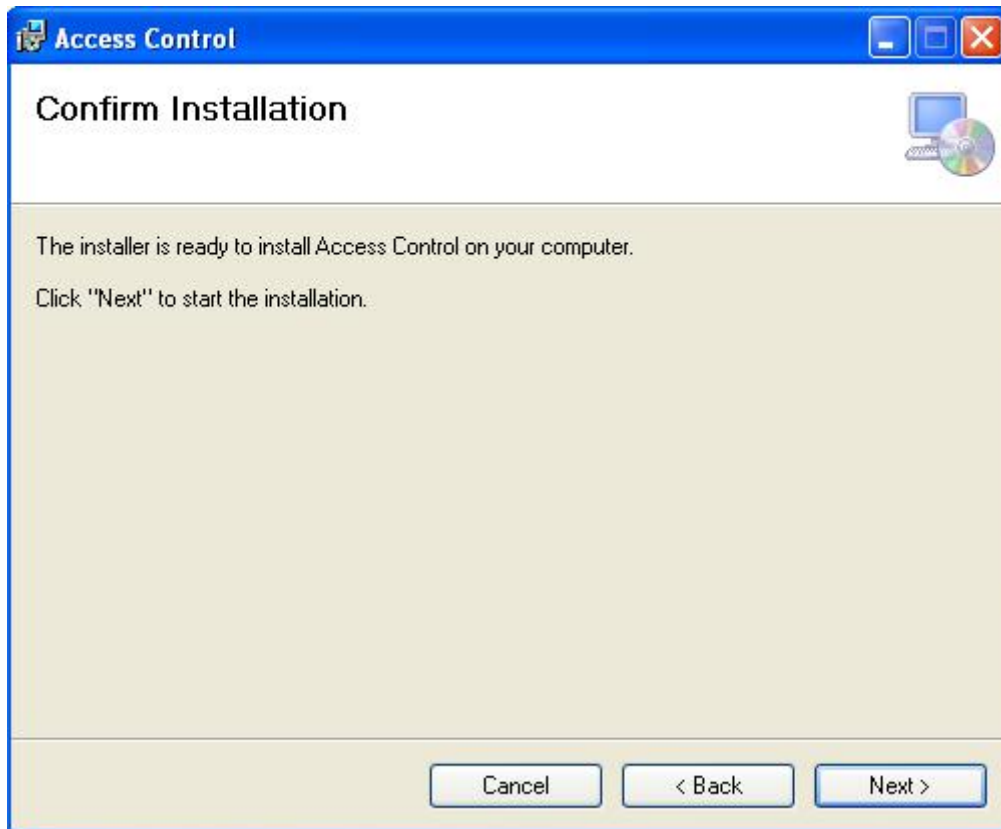 Access Control
Confirm Installation
The installer is ready to install Access Control on your computer.
Click "Next" to start the installation.
Cancel
< Back
Next >